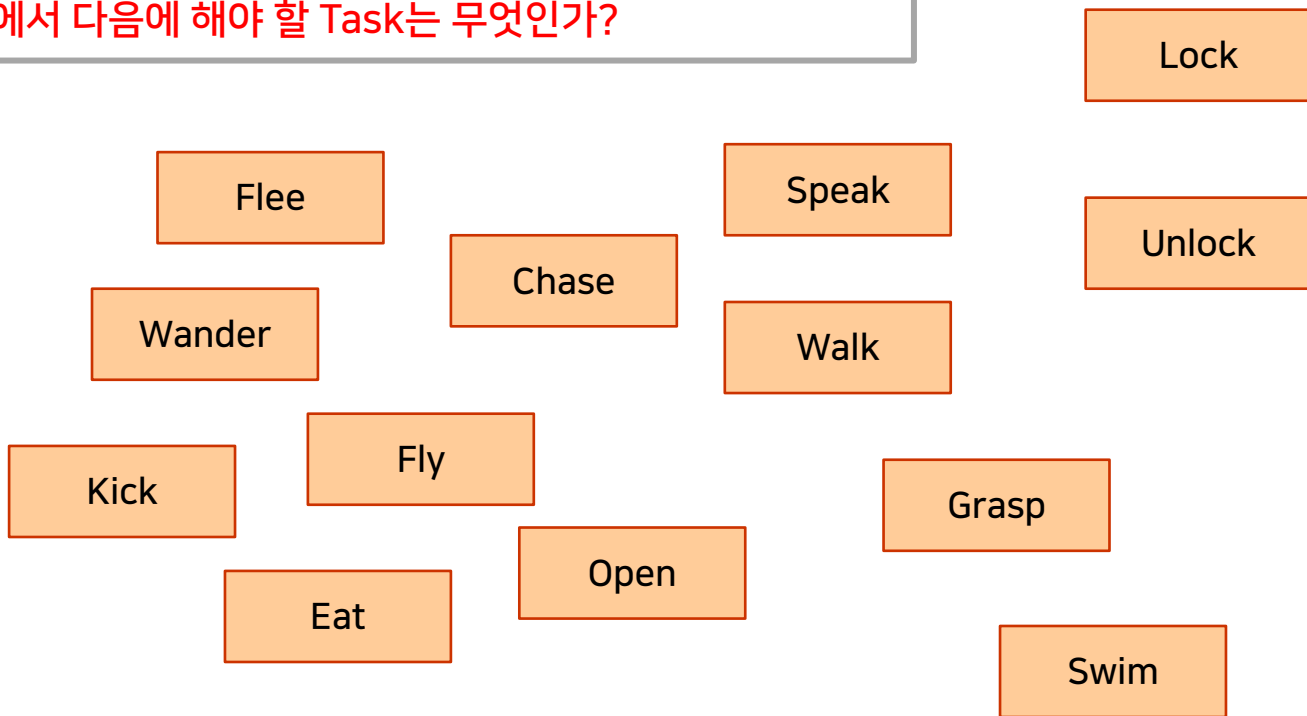 에서 다음에 해야 할 Task는 무엇인가?
Lock
Flee
Speak
Unlock
Chase
Wander
Walk
Fly
Kick
Grasp
Open
Eat
Swim